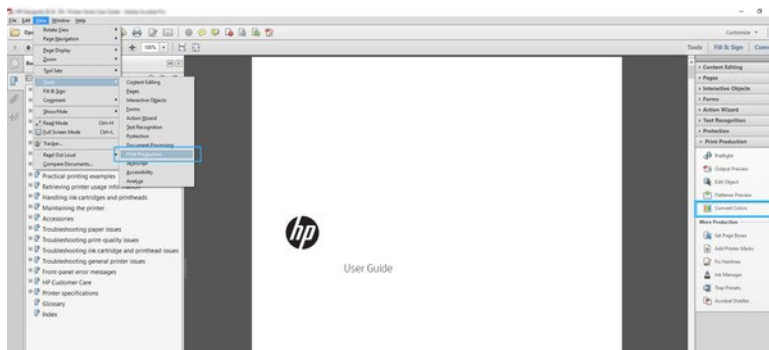 File Edit View Window Help
Rotate View
Page Navigation
Page Display
Zoom
Tool Sets
Tools
Fill & Sign
Comment
Show/Hide
Read Mode Ctrl+H
Full Screen Mode Ctrl+L
Tracker...
Read Out Loud
Compare Documents...
Content Editing
Pages
Interactive Objects
Forms
Action Wizard
Text Recognition
Protection
Document Processing
Print Production
JavaScript
Accessibility
Analyze
Customize
Tools Fill & Sign
Practical printing examples
Retrieving printer usage information
Handling ink cartridges and printheads
Maintaining the printer
Accessories
Troubleshooting paper issues
Troubleshooting print-quality issues
Troubleshooting ink cartridge and printhead issues
Troubleshooting general printer issues
Front-panel error messages
HP Customer Care
Printer specifications
Glossary
Index
hp
User Guide
Content Editing
Pages
Interactive Objects
Forms
Action Wizard
Text Recognition
Protection
Print Production
Preflight
Output Preview
Edit Object
Flattener Preview
Convert Colors
More Production
Set Page Boxes
Add Printer Marks
Fix Hairlines
Ink Manager
Trap Presets
Acrobat Distiller